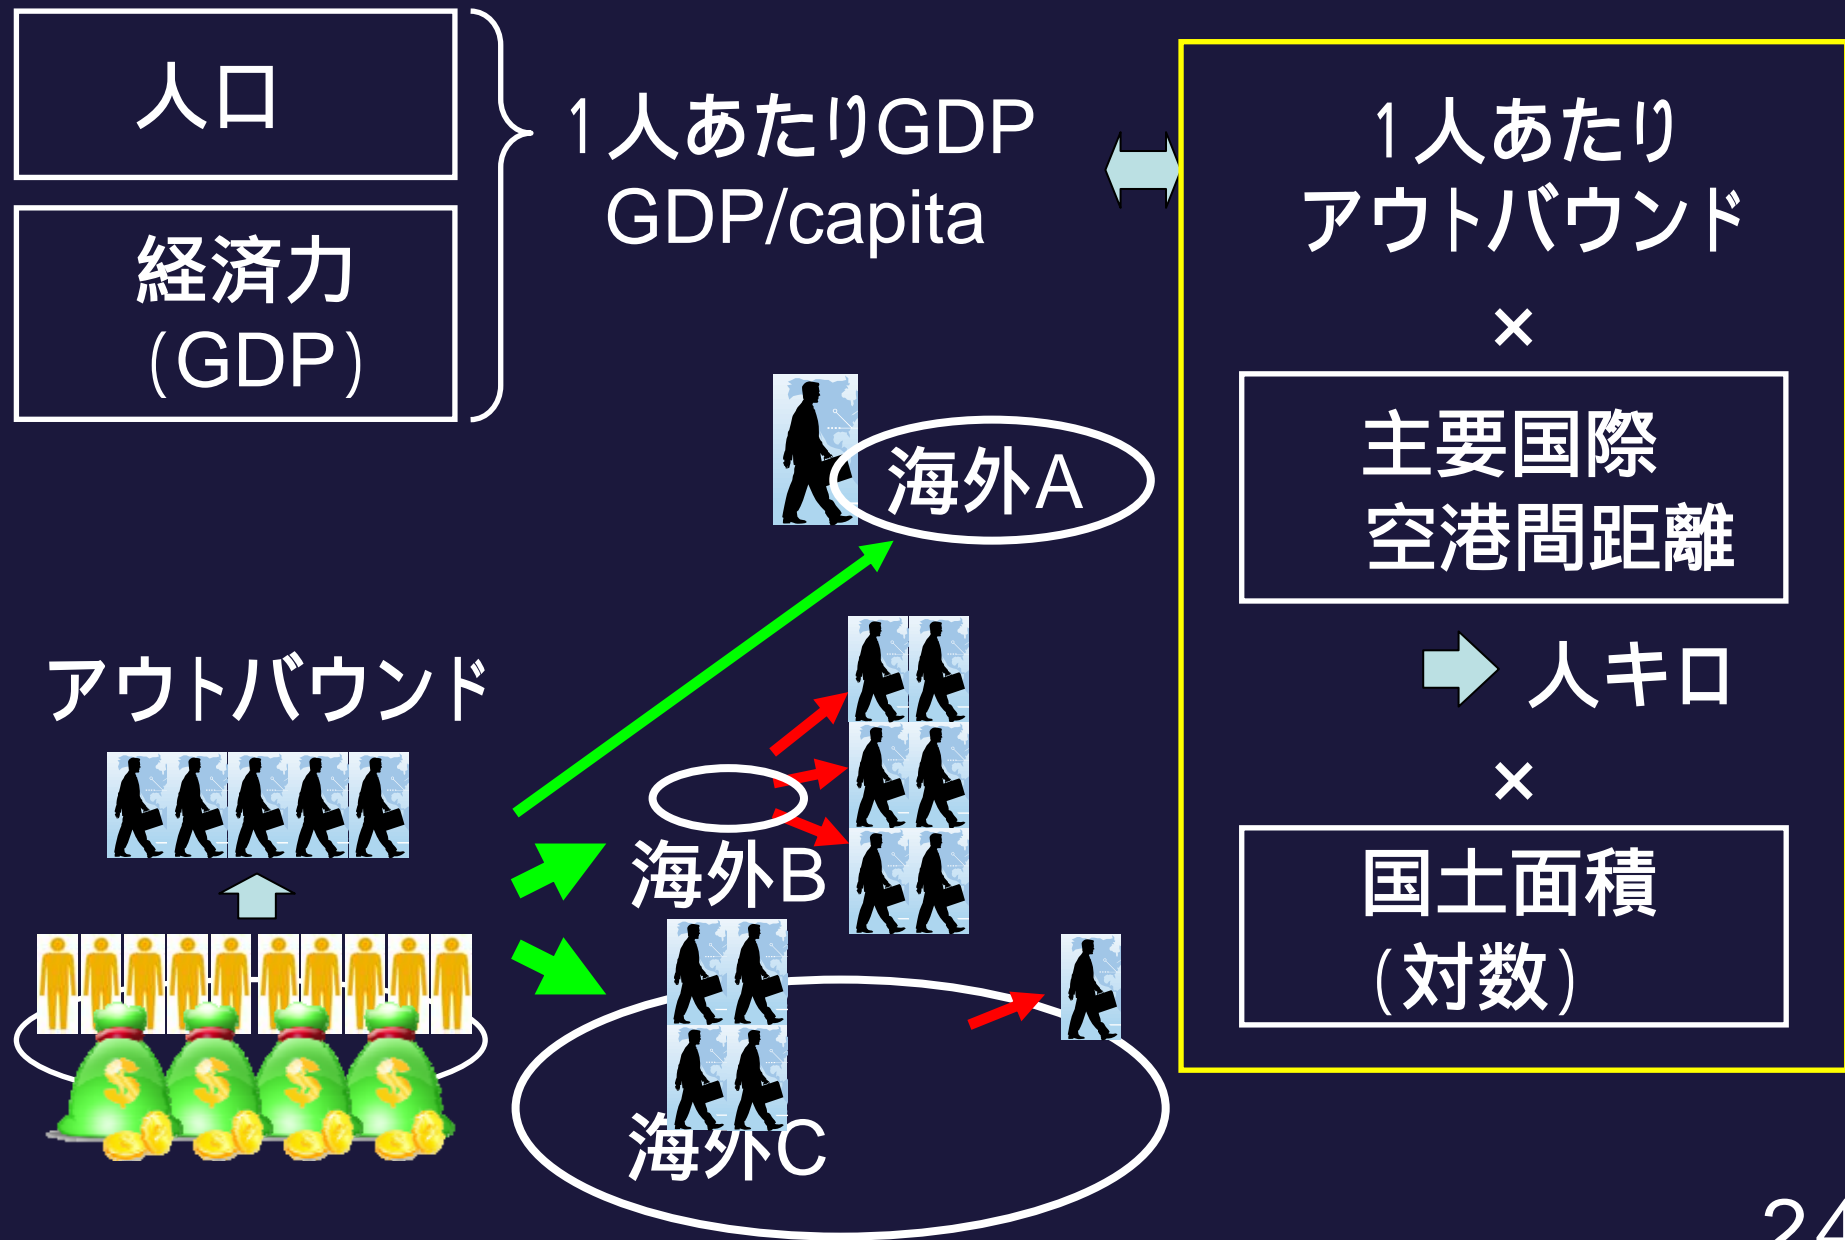 人口
経済力
(GDP)
1人あたりGDP
GDP/capita
1人あたり
アウトバウンド
×
主要国際
空港間距離
人キロ
×
国土面積
(対数)
海外A
アウトバウンド
海外B
海外C
24